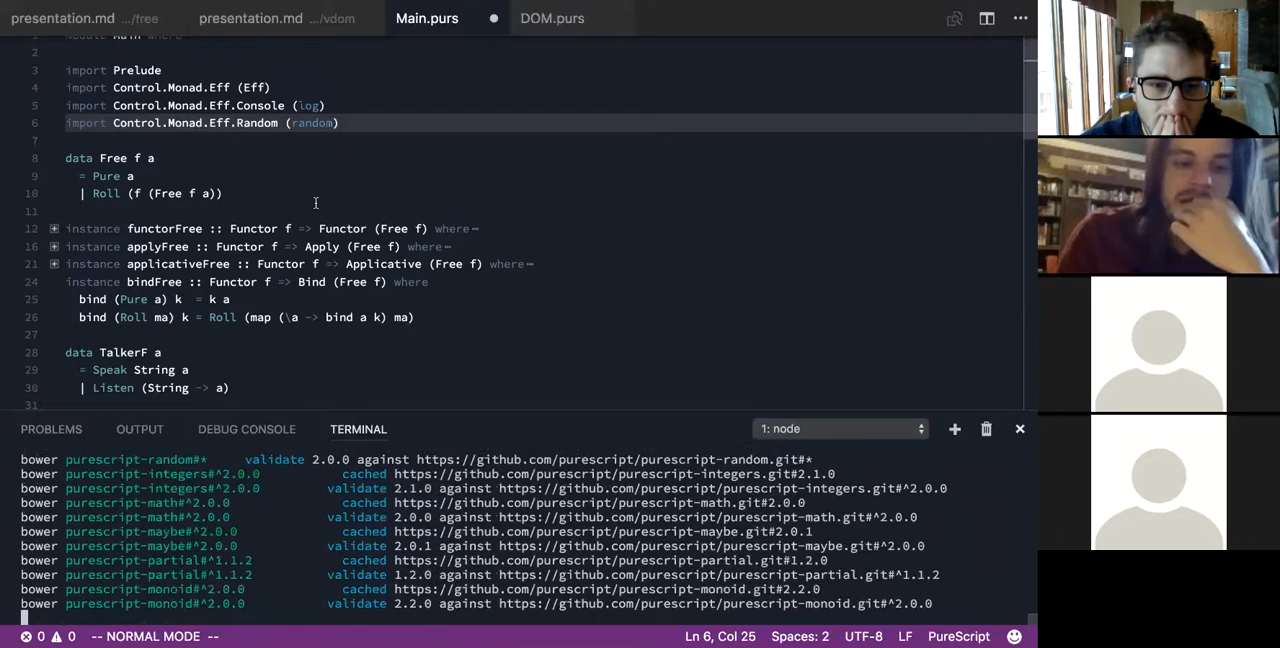 presentation.md .../free presentation.md .../vdom Main.purs DOM.purs
1 module Main where
2
3 import Prelude
4 import Control.Monad.Eff (Eff)
5 import Control.Monad.Eff.Console (log)
6 import Control.Monad.Eff.Random (random)
7
8 data Free f a
9 = Pure a
10 | Roll (f (Free f a))
11
12 instance functorFree :: Functor f => Functor (Free f) where⋯
16 instance applyFree :: Functor f => Apply (Free f) where⋯
21 instance applicativeFree :: Functor f => Applicative (Free f) where⋯
24 instance bindFree :: Functor f => Bind (Free f) where
25 bind (Pure a) k = k a
26 bind (Roll ma) k = Roll (map (\a -> bind a k) ma)
27
28 data TalkerF a
29 = Speak String a
30 | Listen (String -> a)
31
PROBLEMS OUTPUT DEBUG CONSOLE TERMINAL 1: node
bower purescript-random#* validate 2.0.0 against https://github.com/purescript/purescript-random.git#*
bower purescript-integers#^2.0.0 cached https://github.com/purescript/purescript-integers.git#2.1.0
bower purescript-integers#^2.0.0 validate 2.1.0 against https://github.com/purescript/purescript-integers.git#^2.0.0
bower purescript-math#^2.0.0 cached https://github.com/purescript/purescript-math.git#2.0.0
bower purescript-math#^2.0.0 validate 2.0.0 against https://github.com/purescript/purescript-math.git#^2.0.0
bower purescript-maybe#^2.0.0 cached https://github.com/purescript/purescript-maybe.git#2.0.1
bower purescript-maybe#^2.0.0 validate 2.0.1 against https://github.com/purescript/purescript-maybe.git#^2.0.0
bower purescript-partial#^1.1.2 cached https://github.com/purescript/purescript-partial.git#1.2.0
bower purescript-partial#^1.1.2 validate 1.2.0 against https://github.com/purescript/purescript-partial.git#^1.1.2
bower purescript-monoid#^2.0.0 cached https://github.com/purescript/purescript-monoid.git#2.2.0
bower purescript-monoid#^2.0.0 validate 2.2.0 against https://github.com/purescript/purescript-monoid.git#^2.0.0
0 0 -- NORMAL MODE -- Ln 6, Col 25 Spaces: 2 UTF-8 LF PureScript